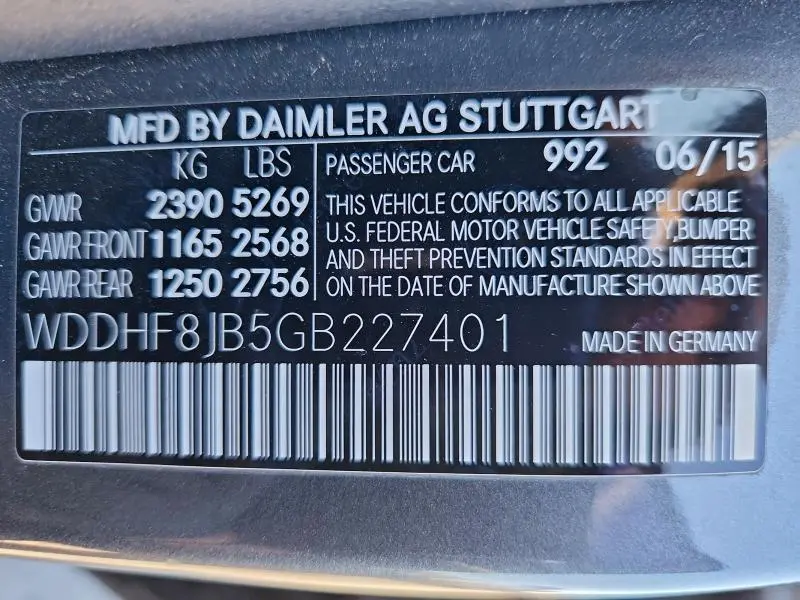 MFD BY DAIMLER AG STUTTGART
KG LBS
GVWR 2390 5269
GAWR FRONT 1165 2568
GAWR REAR 1250 2756
PASSENGER CAR 992 06/15
THIS VEHICLE CONFORMS TO ALL APPLICABLE
U.S. FEDERAL MOTOR VEHICLE SAFETY,BUMPER
AND THEFT PREVENTION STANDARDS IN EFFECT
ON THE DATE OF MANUFACTURE SHOWN ABOVE
WDDHF8JB5GB227401
MADE IN GERMANY